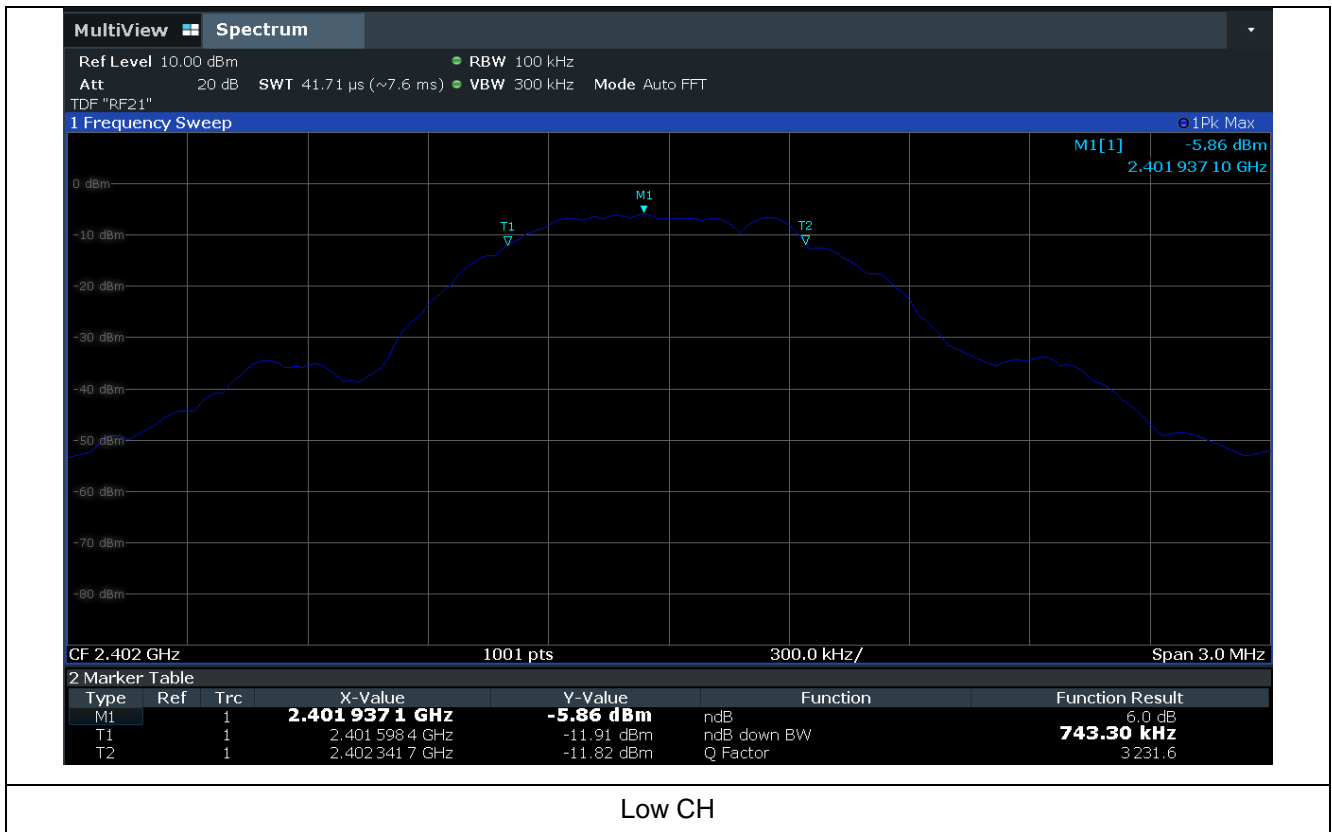 MultiView Spectrum
Ref Level 10.00 dBm RBW 100 kHz
Att 20 dB SWT 41.71 µs (~7.6 ms) VBW 300 kHz Mode Auto FFT
TDF "RF21"
1 Frequency Sweep 1Pk Max
M1[1] -5.86 dBm
2.401 937 10 GHz
0 dBm
M1
T1 T2
-10 dBm
-20 dBm
-30 dBm
-40 dBm
-50 dBm
-60 dBm
-70 dBm
-80 dBm
CF 2.402 GHz 1001 pts 300.0 kHz/ Span 3.0 MHz
2 Marker Table
Type Ref Trc X-Value Y-Value Function Function Result
M1 1 2.401 937 1 GHz -5.86 dBm ndB 6.0 dB
T1 1 2.401 598 4 GHz -11.91 dBm ndB down BW 743.30 kHz
T2 1 2.402 341 7 GHz -11.82 dBm Q Factor 3 231.6
Low CH